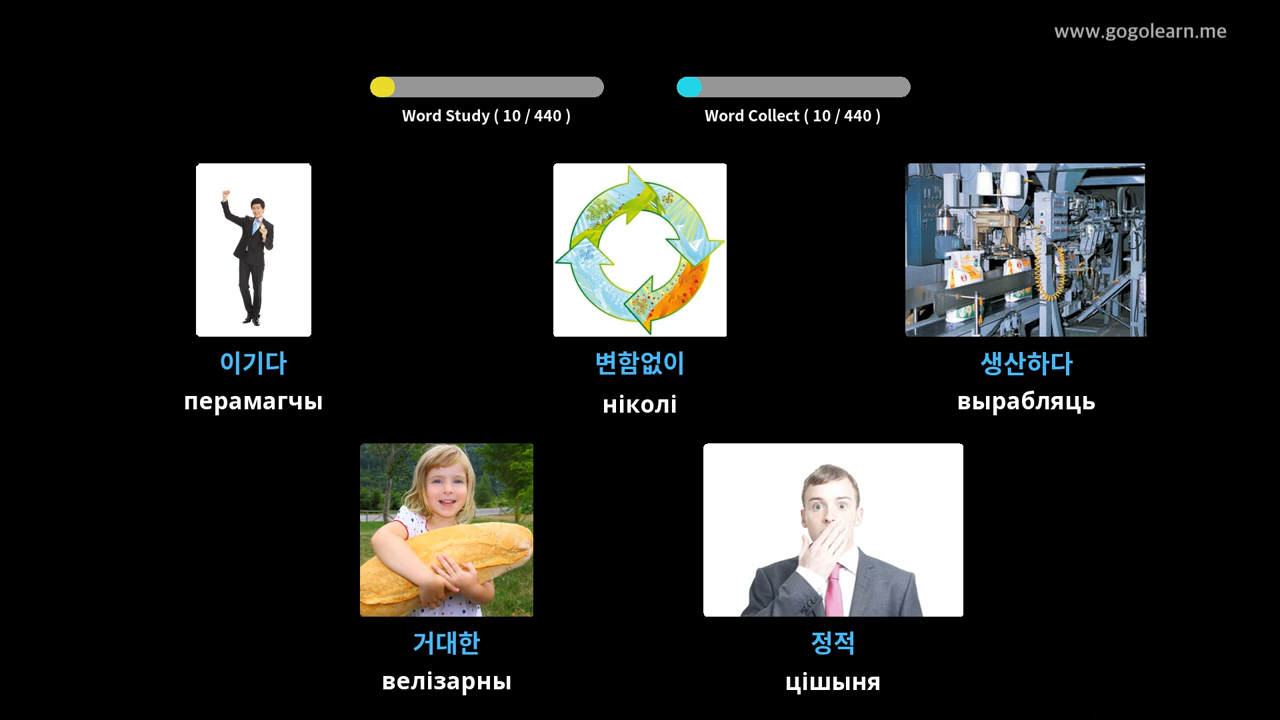 www.gogolearn.me
Word Study ( 10 / 440 )
Word Collect ( 10 / 440 )
이기다
перамагчы
변함없이
ніколі
생산하다
вырабляць
거대한
велізарны
정적
цішыня